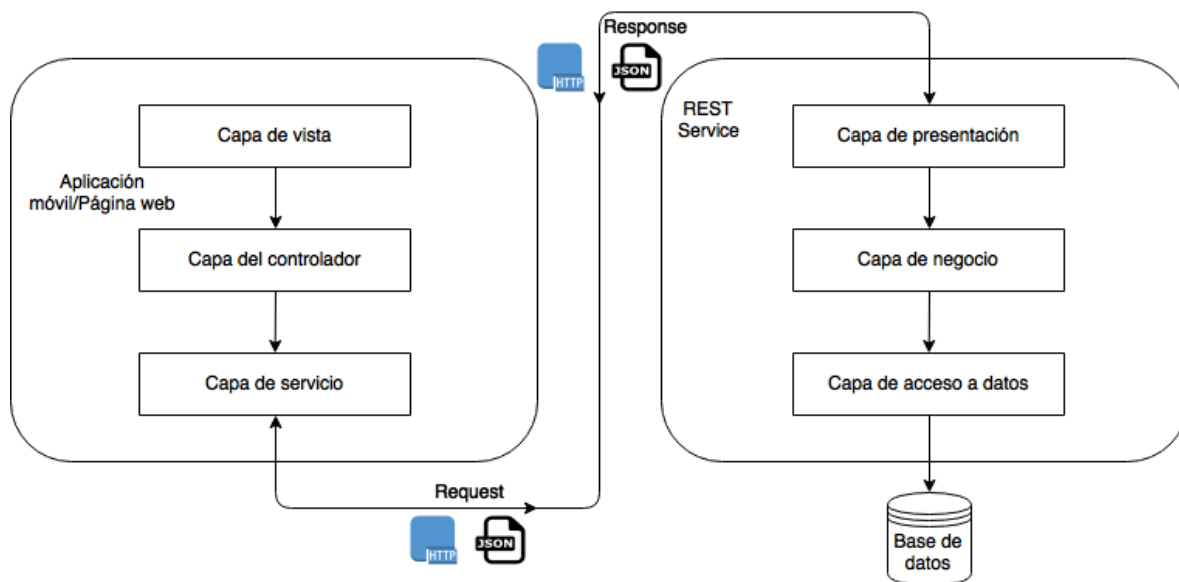 Response
HTTP
JSON
Capa de vista
Aplicación
móvil/Página web
Capa del controlador
Capa de servicio
Request
HTTP
JSON
REST
Service
Capa de presentación
Capa de negocio
Capa de acceso a datos
Base de
datos